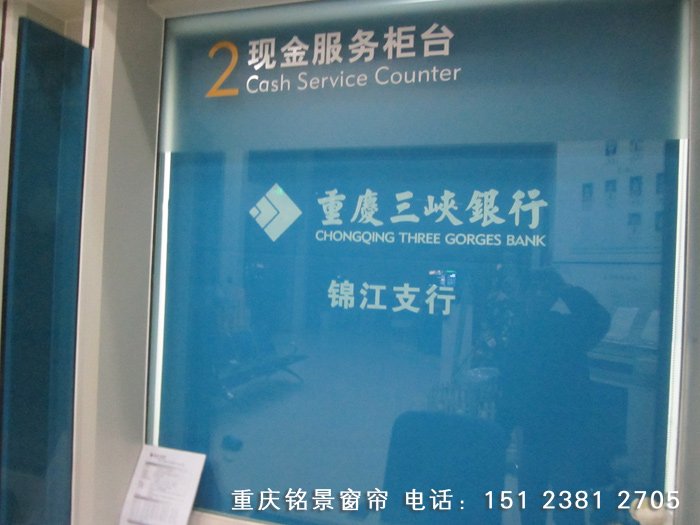 2 现金服务柜台
Cash Service Counter
重慶三峡銀行
CHONGQING THREE GORGES BANK
锦江支行
重庆铭景窗帘 电话：151 2381 2705